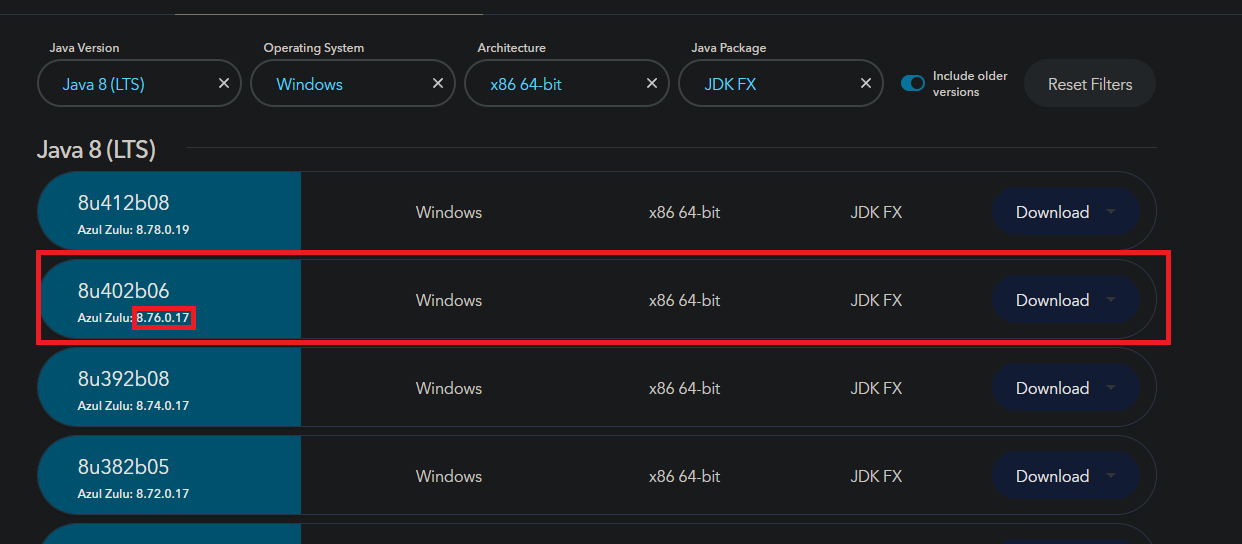 Java Version
Operating System
Architecture
Java Package
Java 8 (LTS)
Windows
x86 64-bit
JDK FX
Include older
versions
Reset Filters
Java 8 (LTS)
8u412b08
Azul Zulu: 8.78.0.19
Windows
x86 64-bit
JDK FX
Download
8u402b06
Azul Zulu: 8.76.0.17
Windows
x86 64-bit
JDK FX
Download
8u392b08
Azul Zulu: 8.74.0.17
Windows
x86 64-bit
JDK FX
Download
8u382b05
Azul Zulu: 8.72.0.17
Windows
x86 64-bit
JDK FX
Download